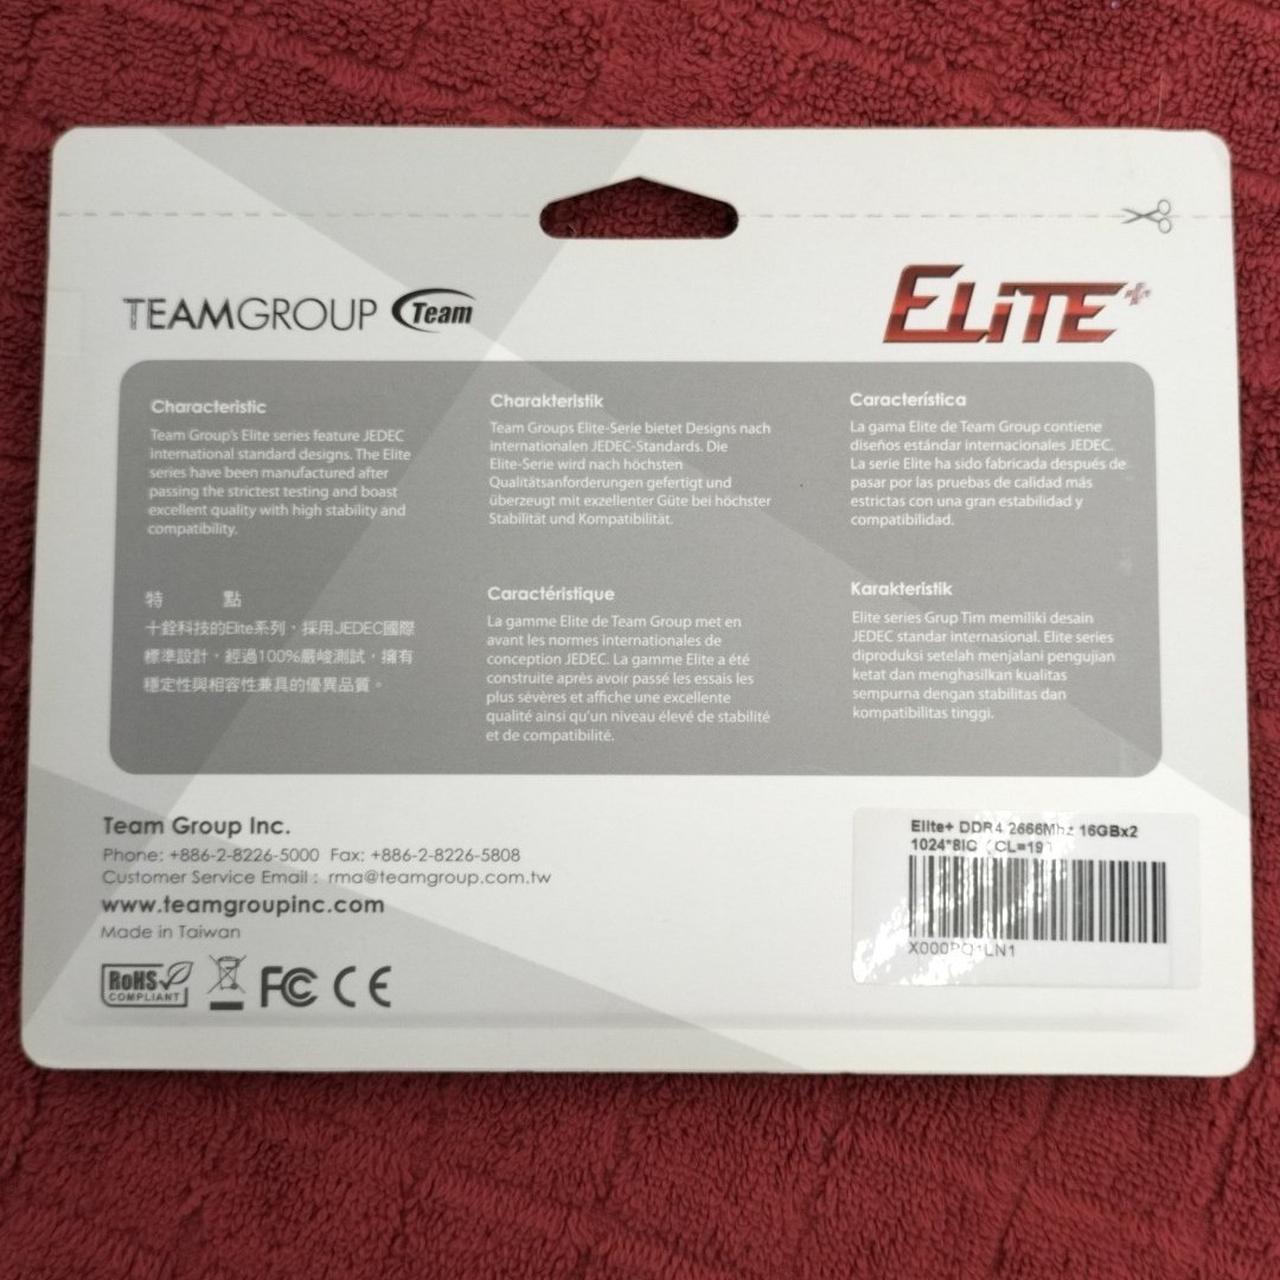 TEAMGROUP Team
ELiTE+
Characteristic
Team Group's Elite series feature JEDEC
international standard designs. The Elite
series have been manufactured after
passing the strictest testing and boast
excellent quality with high stability and
compatibility.
Charakteristik
Team Groups Elite-Serie bietet Designs nach
internationalen JEDEC-Standards. Die
Elite-Serie wird nach höchsten
Qualitätsanforderungen gefertigt und
überzeugt mit exzellenter Güte bei höchster
Stabilität und Kompatibilität.
Característica
La gama Elite de Team Group contiene
diseños estándar internacionales JEDEC.
La serie Elite ha sido fabricada después de
pasar por las pruebas de calidad más
estrictas con una gran estabilidad y
compatibilidad.
特 點
十銓科技的Elite系列，採用JEDEC國際
標準設計，經過100%嚴峻測試，擁有
穩定性與相容性兼具的優異品質。
Caractéristique
La gamme Elite de Team Group met en
avant les normes internationales de
conception JEDEC. La gamme Elite a été
construite après avoir passé les essais les
plus sévères et affiche une excellente
qualité ainsi qu'un niveau élevé de stabilité
et de compatibilité.
Karakteristik
Elite series Grup Tim memiliki desain
JEDEC standar internasional. Elite series
diproduksi setelah menjalani pengujian
ketat dan menghasilkan kualitas
sempurna dengan stabilitas dan
kompatibilitas tinggi.
Team Group Inc.
Phone: +886-2-8226-5000 Fax: +886-2-8226-5808
Customer Service Email : rma@teamgroup.com.tw
www.teamgroupinc.com
Made in Taiwan
RoHS
COMPLIANT
FC CE
Elite+ DDR4 2666Mhz 16GBx2
1024*8IC (CL=19)
X000PQ1LN1